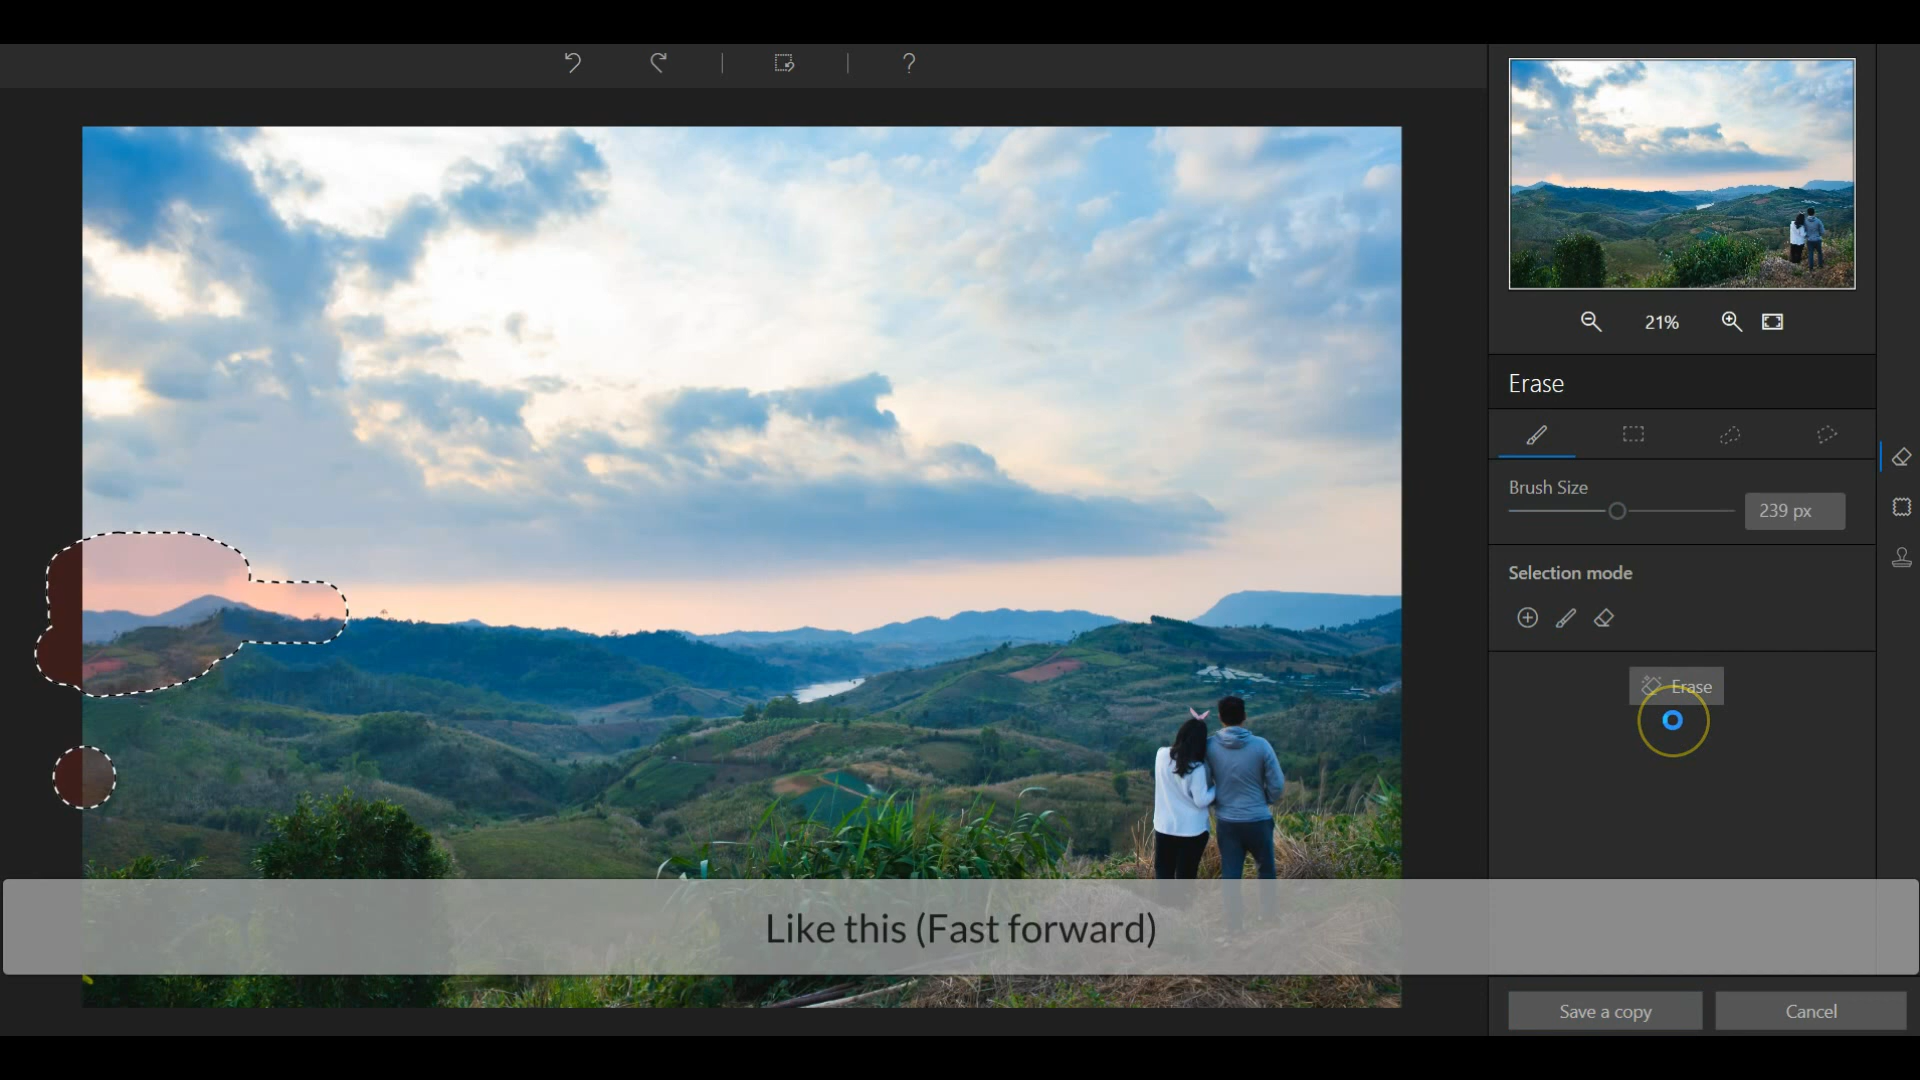 ?
21%
Erase
Brush Size
239 px
Selection mode
Erase
Like this (Fast forward)
Save a copy
Cancel